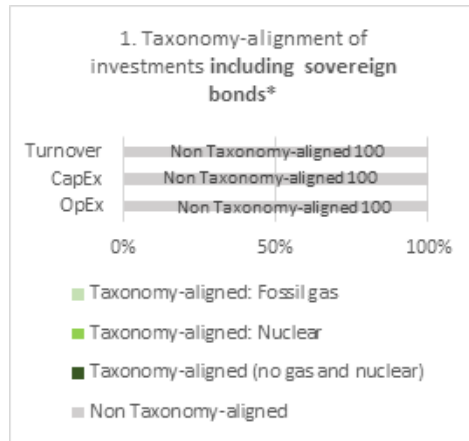 1. Taxonomy-alignment of
investments including sovereign
bonds*
Turnover Non Taxonomy-aligned 100
CapEx Non Taxonomy-aligned 100
OpEx Non Taxonomy-aligned 100
0% 50% 100%
Taxonomy-aligned: Fossil gas
Taxonomy-aligned: Nuclear
Taxonomy-aligned (no gas and nuclear)
Non Taxonomy-aligned